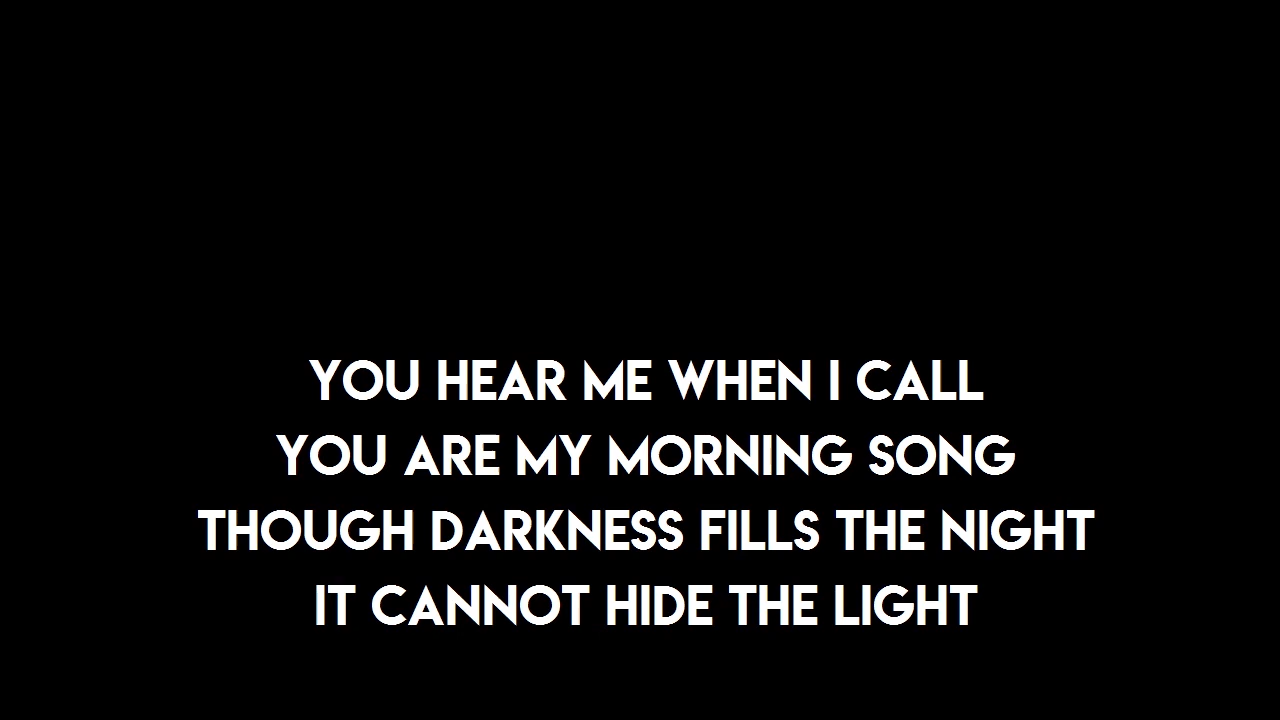 YOU HEAR ME WHEN I CALL
YOU ARE MY MORNING SONG
THOUGH DARKNESS FILLS THE NIGHT
IT CANNOT HIDE THE LIGHT